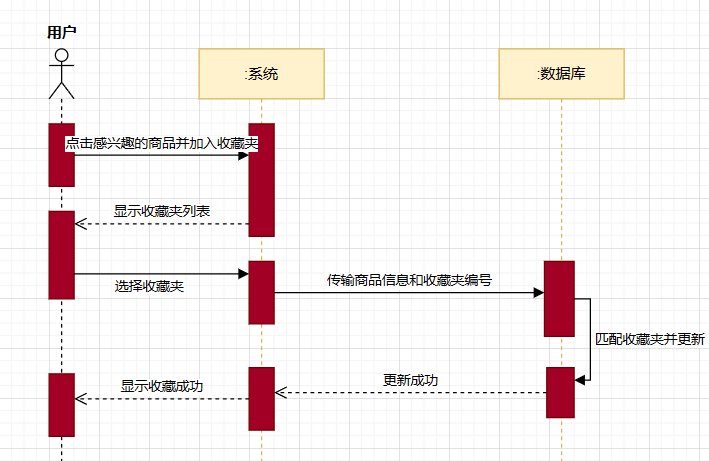 用户
:系统
:数据库
点击感兴趣的商品并加入收藏夹
显示收藏夹列表
选择收藏夹
传输商品信息和收藏夹编号
匹配收藏夹并更新
更新成功
显示收藏成功